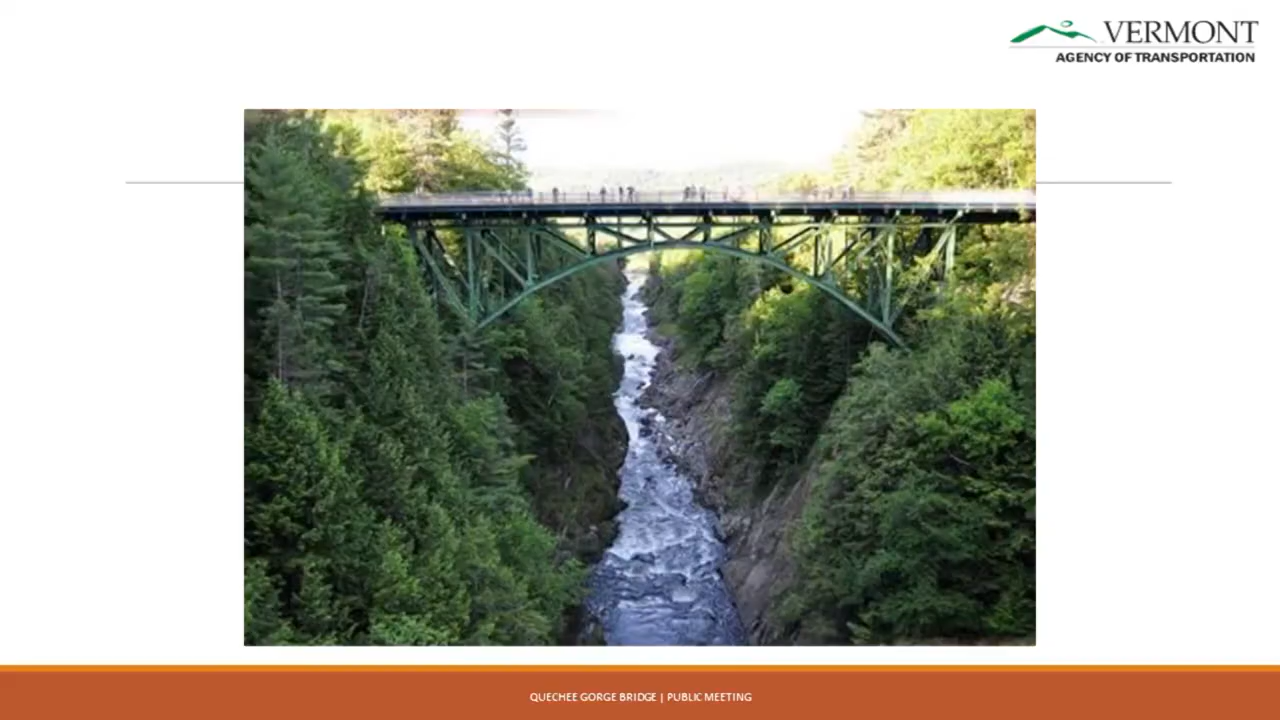 VERMONT
AGENCY OF TRANSPORTATION
QUECHEE GORGE BRIDGE | PUBLIC MEETING